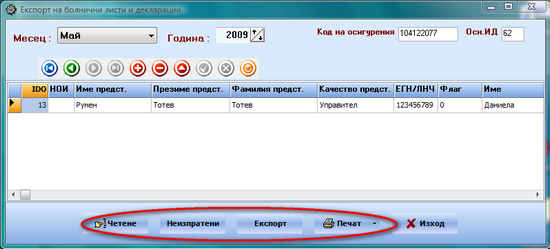 Експорт на болнични листи и декларации
Месец : Май Година : 2009 Код на осигурения 104122077 Осн.ИД 62
IDO НОИ Име предст. Презиме предст. Фамилия предст. Качество предст. ЕГН/ЛНЧ Флаг Име
13 Румен Тотев Тотев Управител 123456789 0 Даниела
Четене Неизпратени Експорт Печат Изход